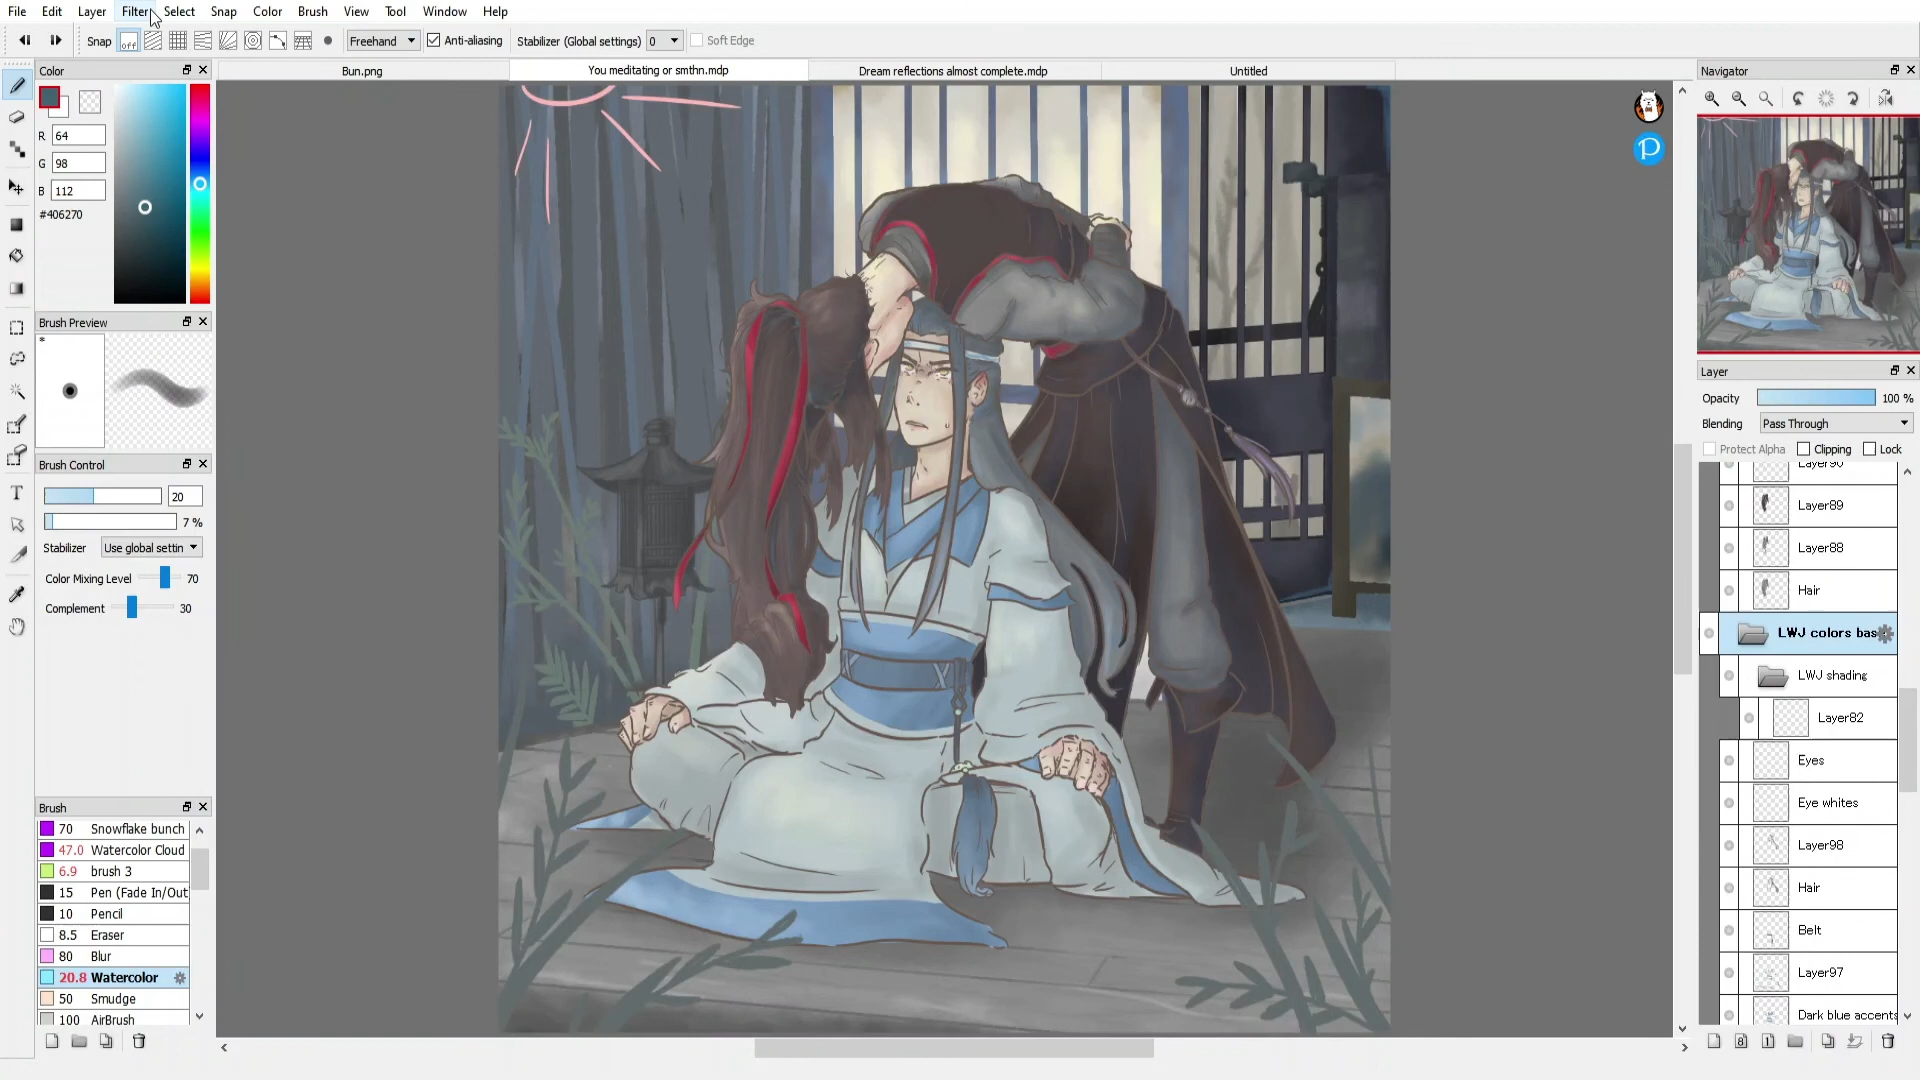 File Edit Layer Filter Select Snap Color Brush View Tool Window Help
Snap off Freehand Anti-aliasing Stabilizer (Global settings) 0 Soft Edge
Color
Bun.png
You meditating or smthn.mdp
Dream reflections almost complete.mdp
Untitled
Navigator
R 64
G 98
B 112
#406270
Brush Preview
*
Brush Control
20
7 %
Stabilizer Use global settin
Color Mixing Level 70
Complement 30
Brush
70 Snowflake bunch
47.0 Watercolor Cloud
6.9 brush 3
15 Pen (Fade In/Out
10 Pencil
8.5 Eraser
80 Blur
20.8 Watercolor
50 Smudge
100 AirBrush
P
Layer
Opacity 100 %
Blending Pass Through
Protect Alpha Clipping Lock
Layer90
Layer89
Layer88
Hair
LWJ colors bas
LWJ shading
Layer82
Eyes
Eye whites
Layer98
Hair
Belt
Layer97
Dark blue accents
8 1